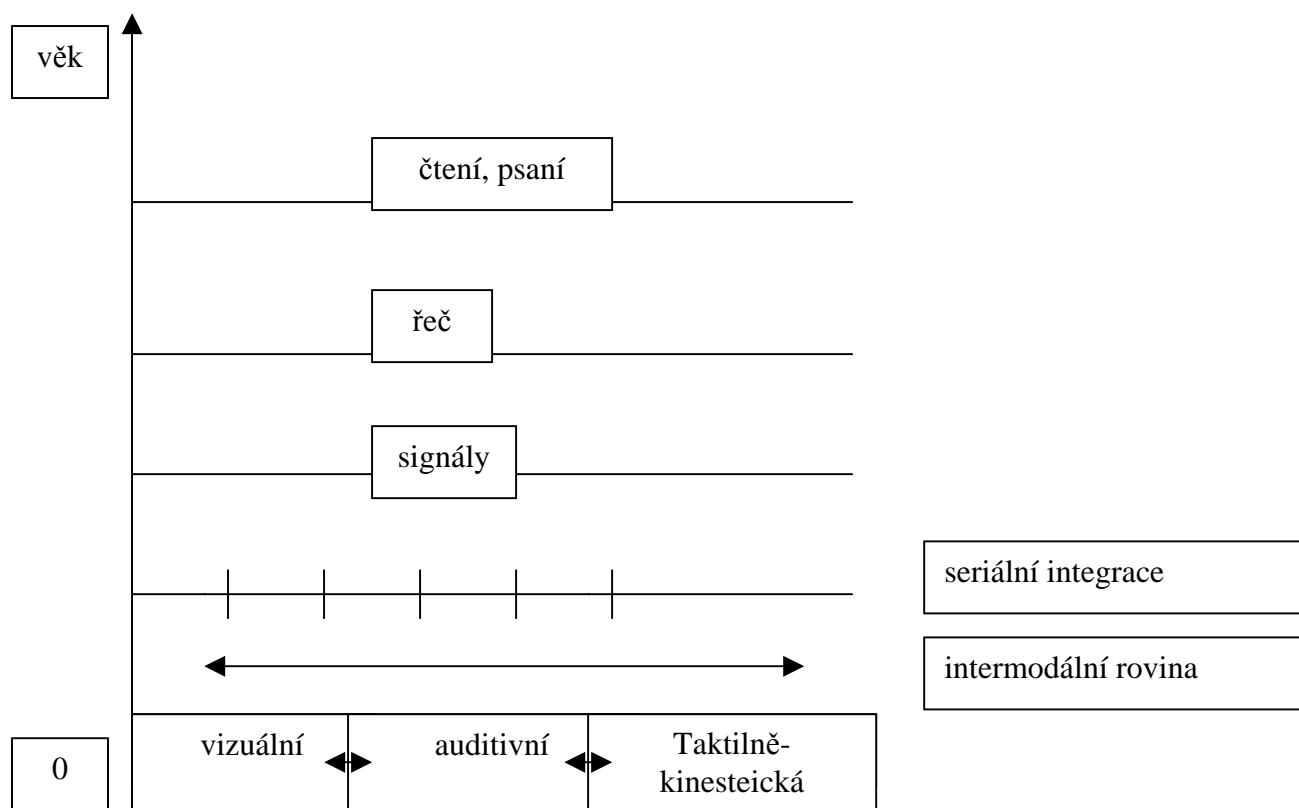 věk
čtení, psaní
řeč
signály
seriální integrace
intermodální rovina
vizuální
auditivní
Taktilně-
kinesteická
0